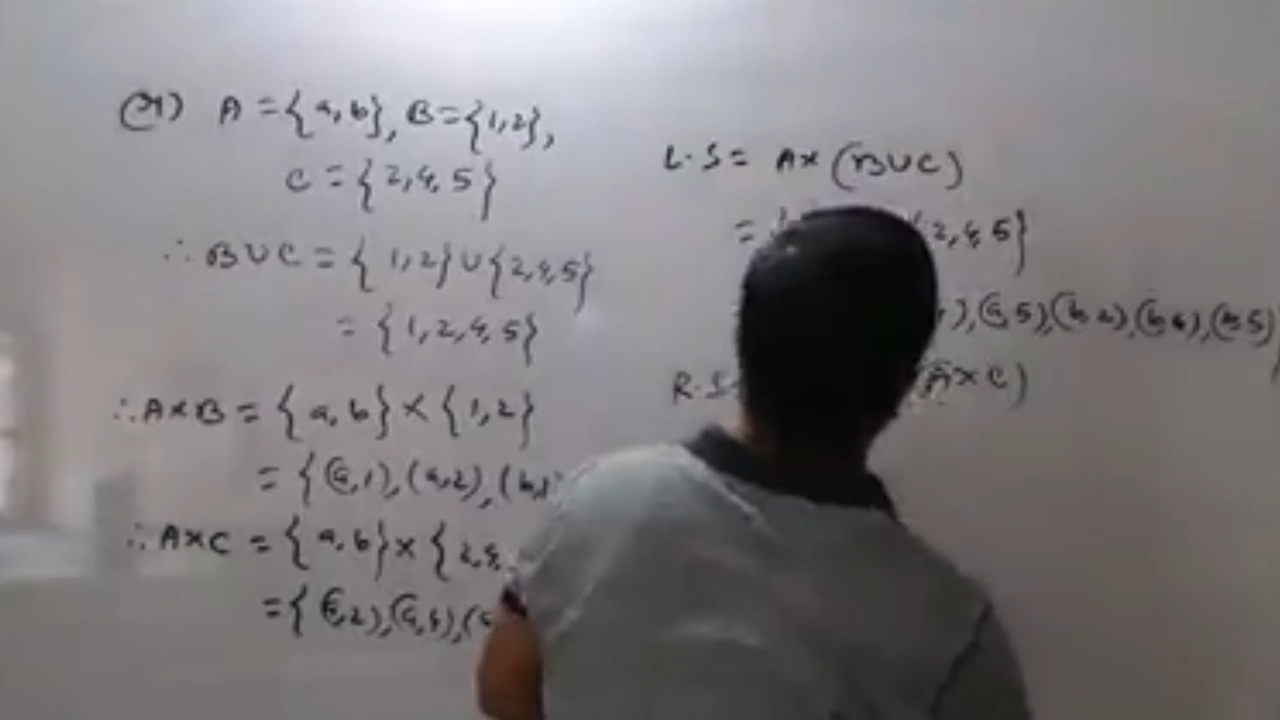 (গ) A = {a, b}, B = {1, 2},
C = {2, 4, 5}
∴ B ∪ C = {1, 2} ∪ {2, 4, 5}
= {1, 2, 4, 5}
∴ A × B = {a, b} × {1, 2}
= {(a, 1), (a, 2), (b, 1
∴ A × C = {a, b} × {2, 4,
= {(a, 2), (a, 4), (a
L.S = A × (B ∪ C)
= { 2, 4, 5}
), (a, 5), (b, 2), (b, 4), (b, 5)
R.S (A × C)